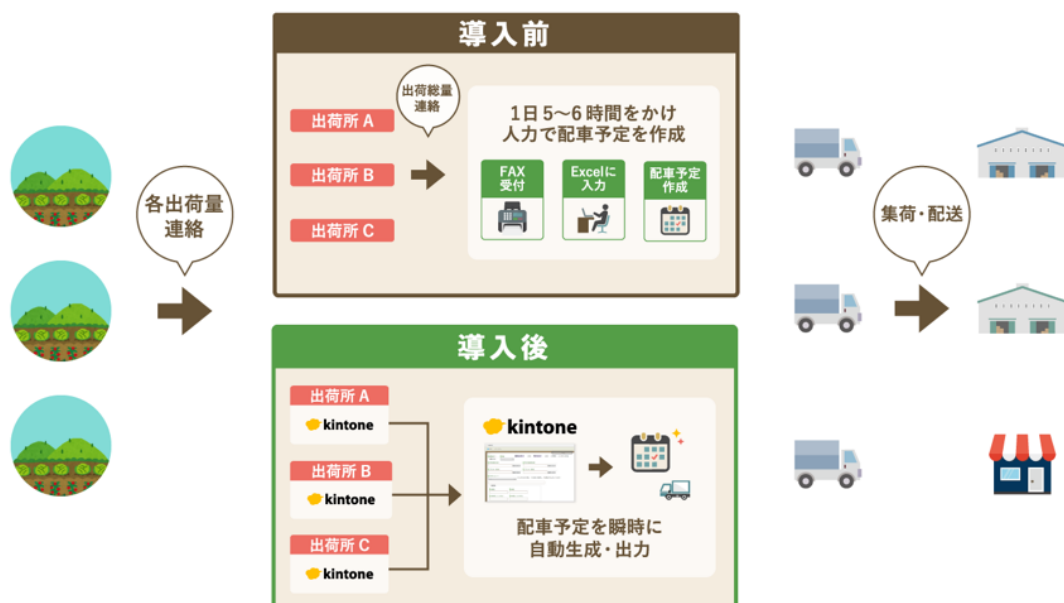 導入前
出荷総量
連絡
出荷所 A
出荷所 B
出荷所 C
1日5〜6時間をかけ
人力で配車予定を作成
FAX
受付
Excelに
入力
配車予定
作成
各出荷量
連絡
集荷・配送
導入後
出荷所 A
kintone
出荷所 B
kintone
出荷所 C
kintone
kintone
配車予定を瞬時に
自動生成・出力